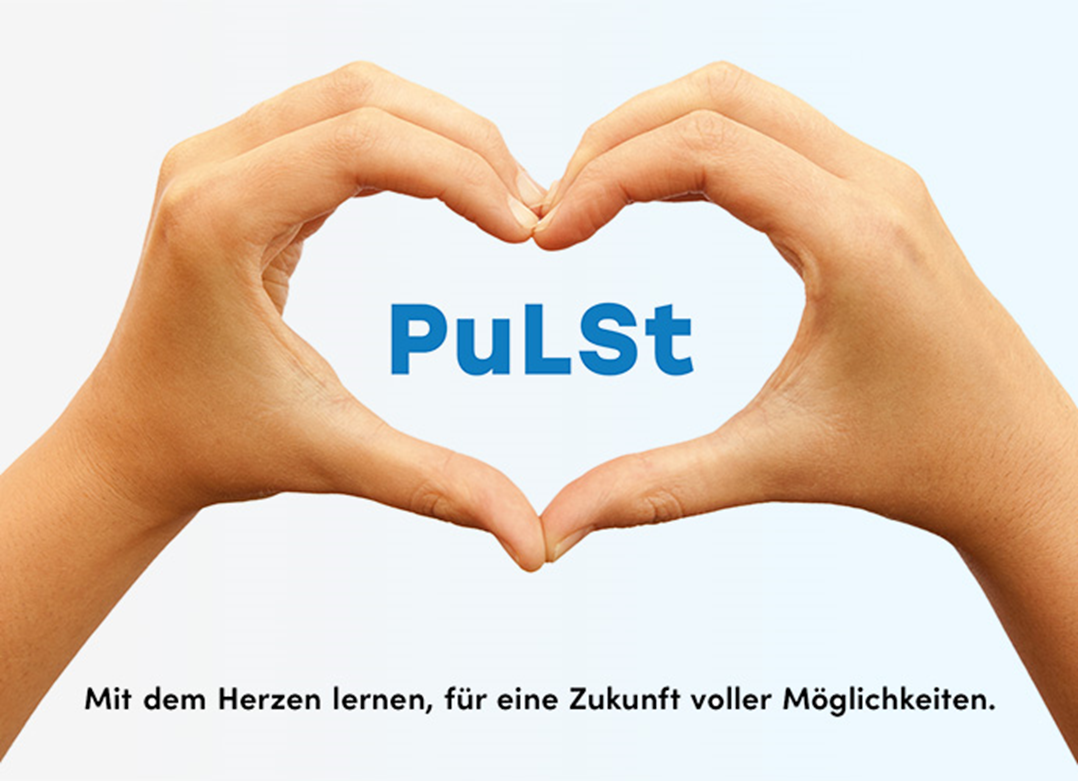 PuLSt
Mit dem Herzen lernen, für eine Zukunft voller Möglichkeiten.